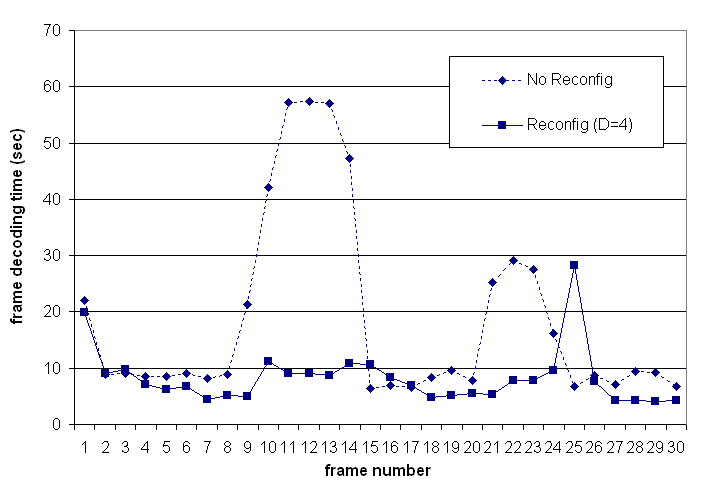 70
60
50
40
30
20
10
0
frame decoding time (sec)
No Reconfig
Reconfig (D=4)
1 2 3 4 5 6 7 8 9 10 11 12 13 14 15 16 17 18 19 20 21 22 23 24 25 26 27 28 29 30
frame number